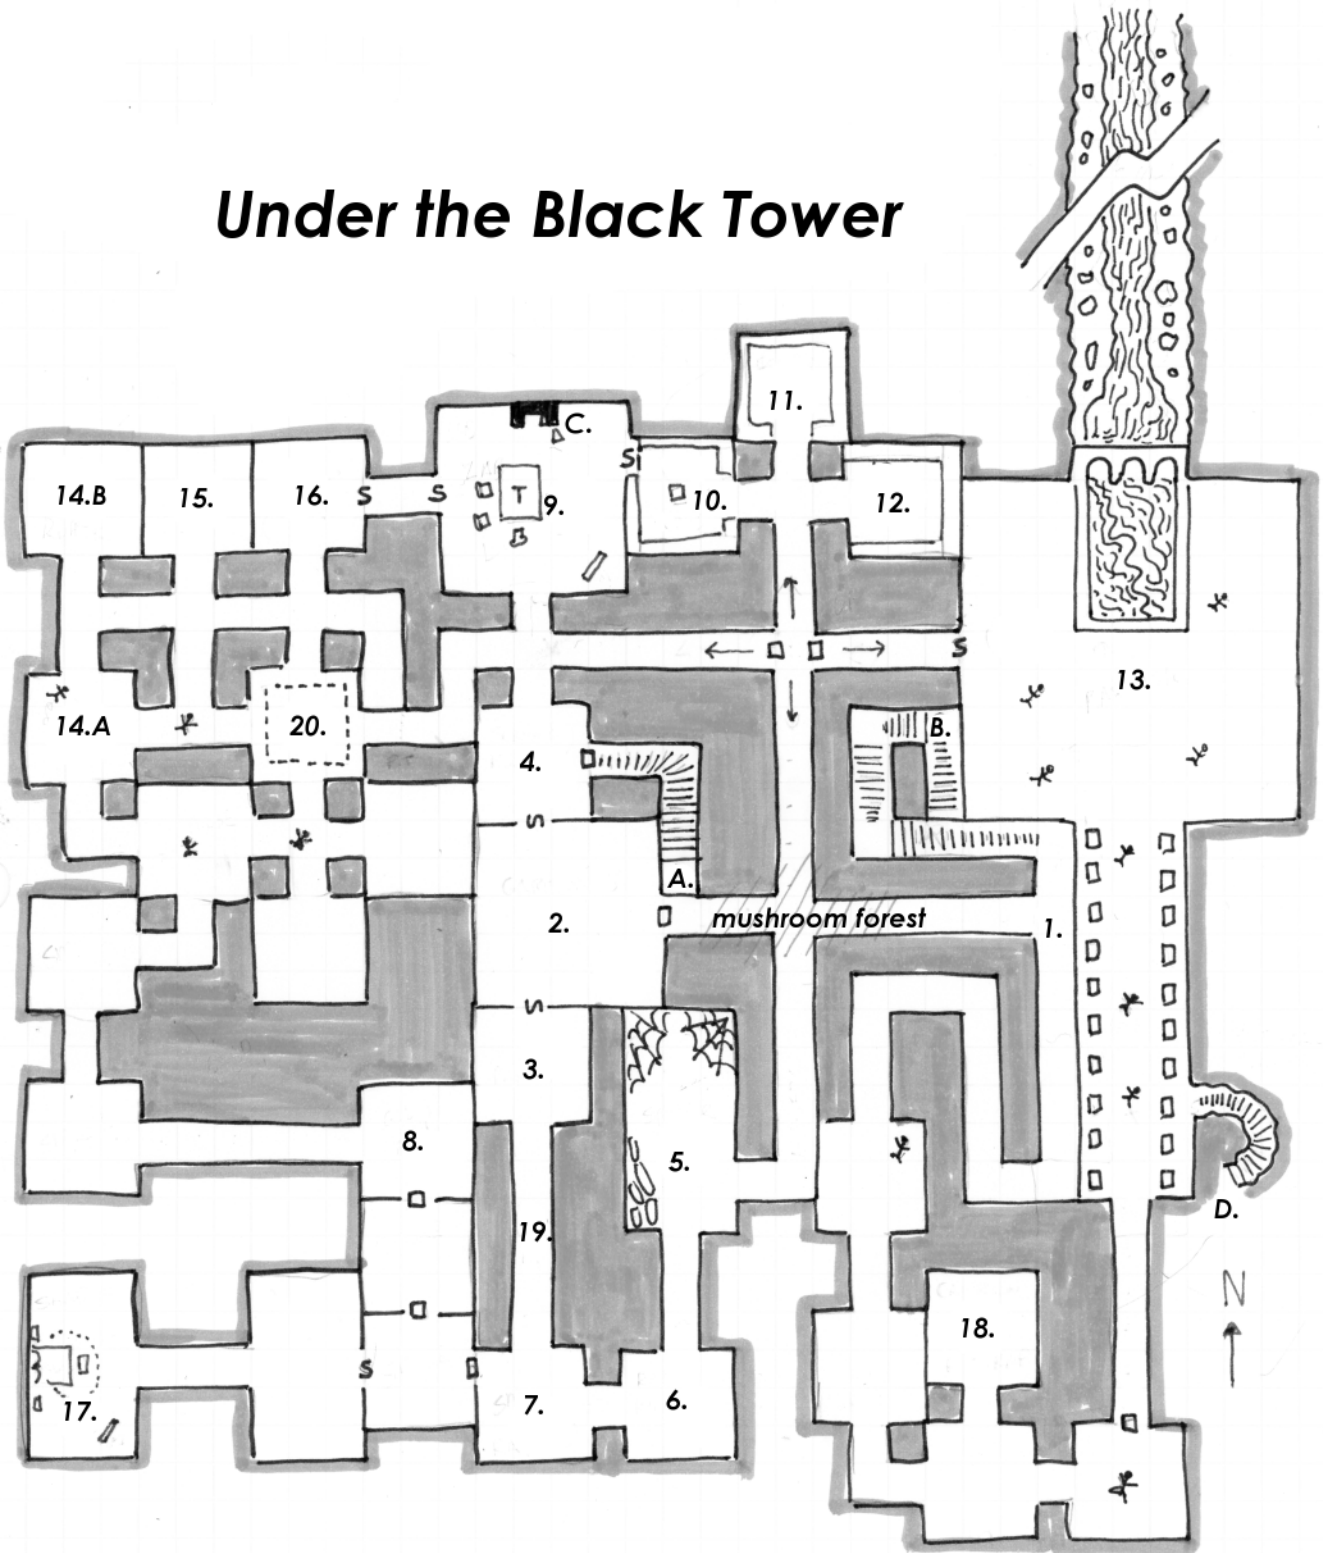 Under the Black Tower
11.
C.
S
14.B
15.
16.
S
S
T
9.
10.
12.
S
13.
14.A
20.
4.
B.
S
A.
2.
mushroom forest
1.
S
3.
8.
5.
19.
D.
N
18.
S
17.
7.
6.